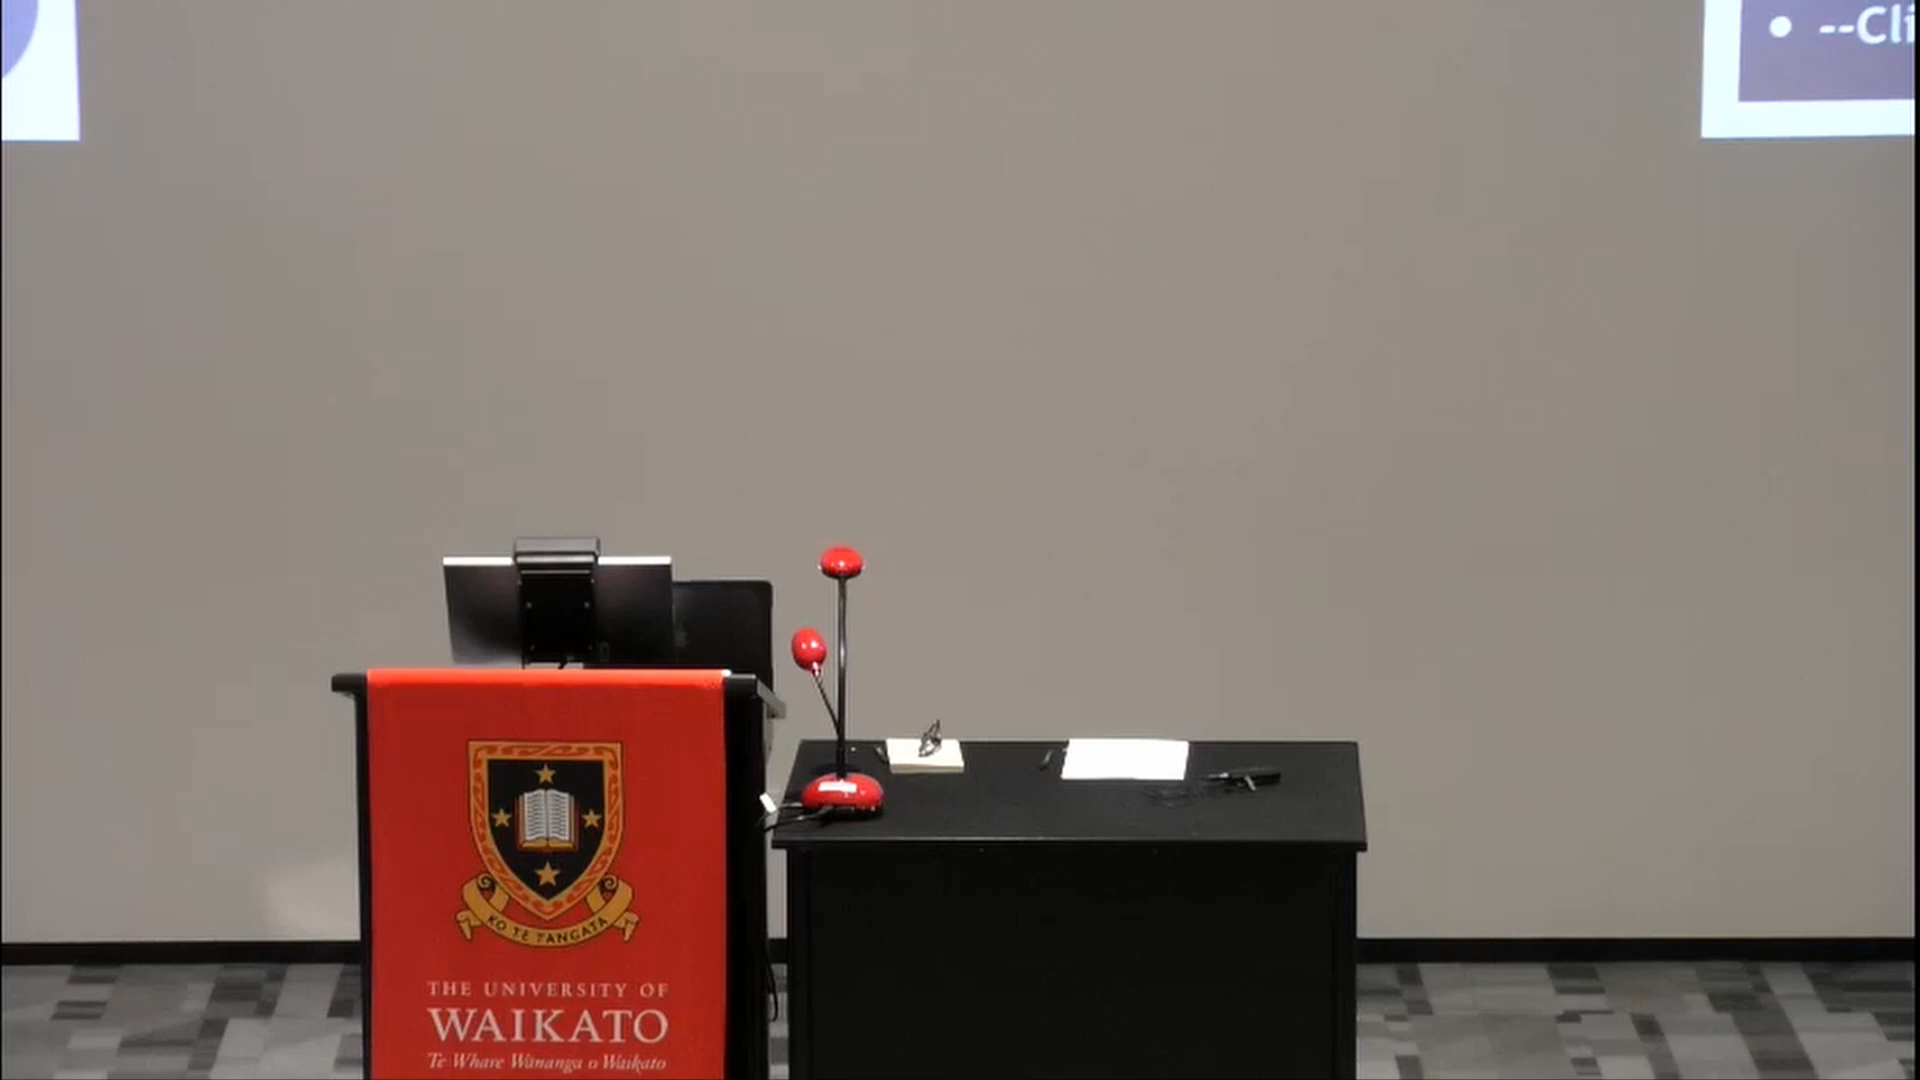 --Cli
KO TE TANGATA
THE UNIVERSITY OF
WAIKATO
Te Whare Wānanga o Waikato